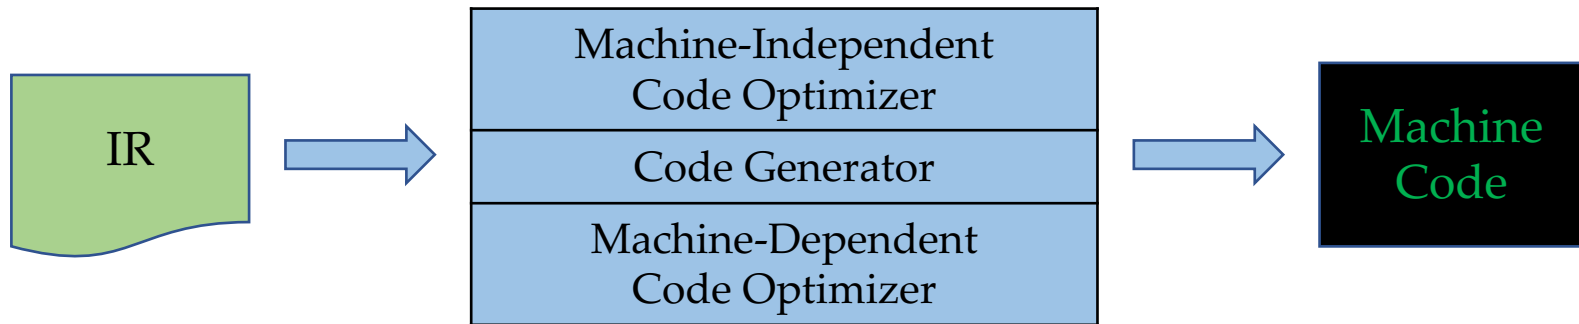 IR
Machine-Independent
Code Optimizer
Code Generator
Machine-Dependent
Code Optimizer
Machine
Code